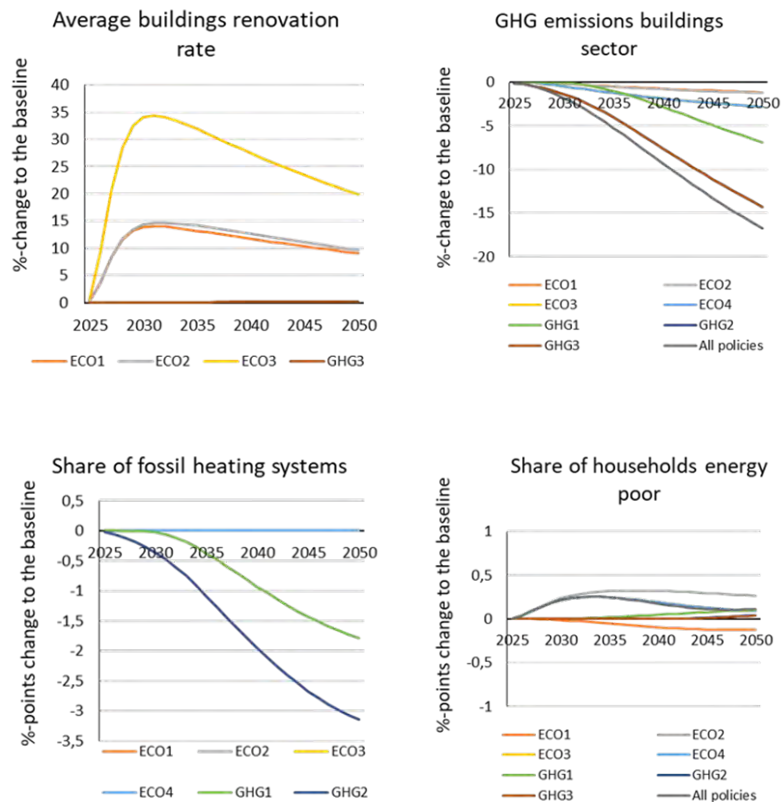 Average buildings renovation
rate
%-change to the baseline
40
35
30
25
20
15
10
5
0
2025 2030 2035 2040 2045 2050
ECO1 ECO2 ECO3 GHG3
GHG emissions buildings
sector
%-change to the baseline
0
-5
-10
-15
-20
2025 2030 2035 2040 2045 2050
ECO1 ECO2
ECO3 ECO4
GHG1 GHG2
GHG3 All policies
Share of fossil heating systems
%-points change to the baseline
0,5
0
-0,5
-1
-1,5
-2
-2,5
-3
-3,5
2025 2030 2035 2040 2045 2050
ECO1 ECO2 ECO3
ECO4 GHG1 GHG2
Share of households energy
poor
%-points change to the baseline
1
0,5
0
-0,5
-1
2025 2030 2035 2040 2045 2050
ECO1 ECO2
ECO3 ECO4
GHG1 GHG2
GHG3 All policies